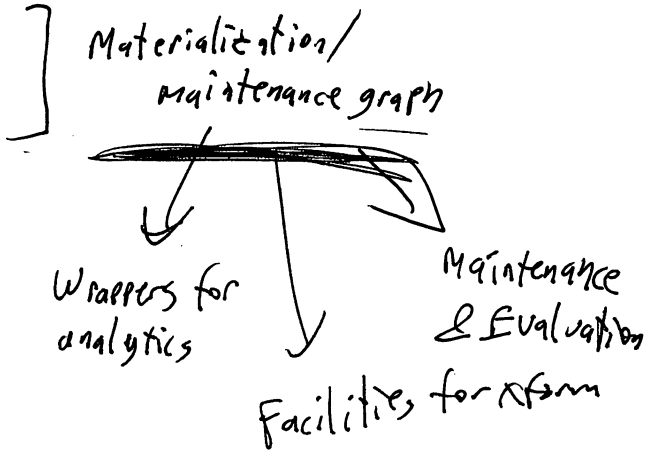 Materialization/
maintenance graph
Wrappers for
analytics
Maintenance
& Evaluation
Facilities for xform